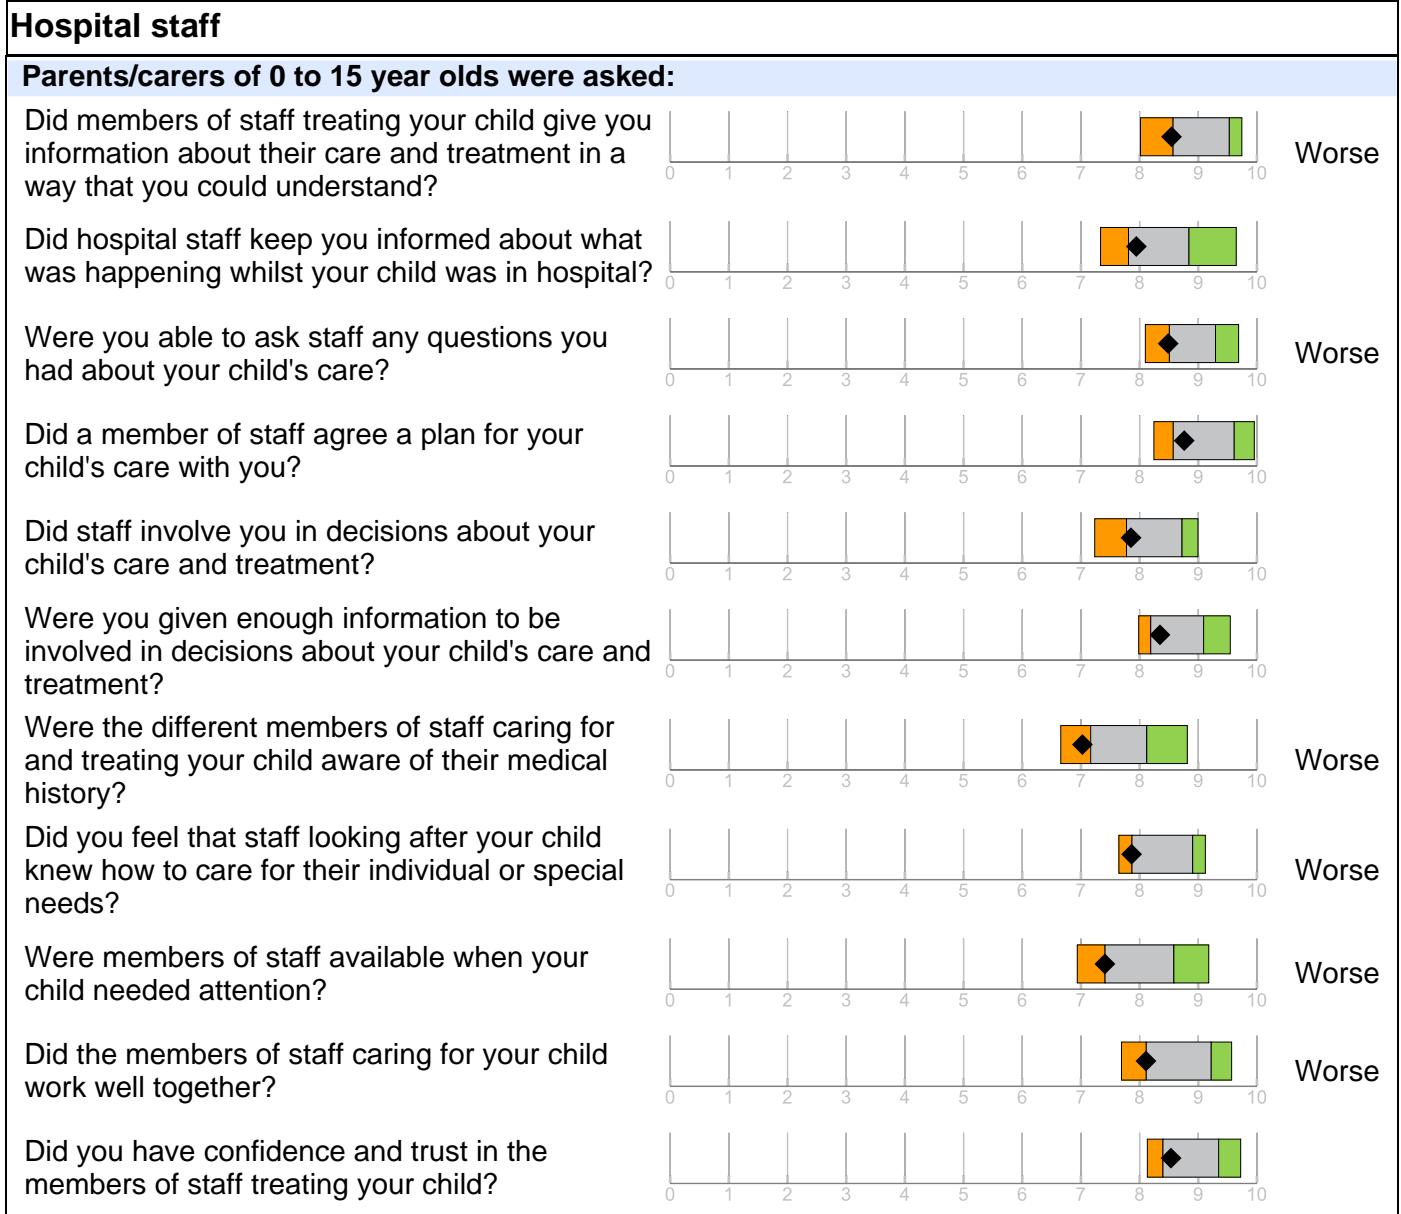 Hospital staff
Parents/carers of 0 to 15 year olds were asked:
Did members of staff treating your child give you
information about their care and treatment in a
way that you could understand?
0 1 2 3 4 5 6 7 8 9 10
Worse
Did hospital staff keep you informed about what
was happening whilst your child was in hospital?
0 1 2 3 4 5 6 7 8 9 10
Were you able to ask staff any questions you
had about your child's care?
0 1 2 3 4 5 6 7 8 9 10
Worse
Did a member of staff agree a plan for your
child's care with you?
0 1 2 3 4 5 6 7 8 9 10
Did staff involve you in decisions about your
child's care and treatment?
0 1 2 3 4 5 6 7 8 9 10
Were you given enough information to be
involved in decisions about your child's care and
treatment?
0 1 2 3 4 5 6 7 8 9 10
Were the different members of staff caring for
and treating your child aware of their medical
history?
0 1 2 3 4 5 6 7 8 9 10
Worse
Did you feel that staff looking after your child
knew how to care for their individual or special
needs?
0 1 2 3 4 5 6 7 8 9 10
Worse
Were members of staff available when your
child needed attention?
0 1 2 3 4 5 6 7 8 9 10
Worse
Did the members of staff caring for your child
work well together?
0 1 2 3 4 5 6 7 8 9 10
Worse
Did you have confidence and trust in the
members of staff treating your child?
0 1 2 3 4 5 6 7 8 9 10